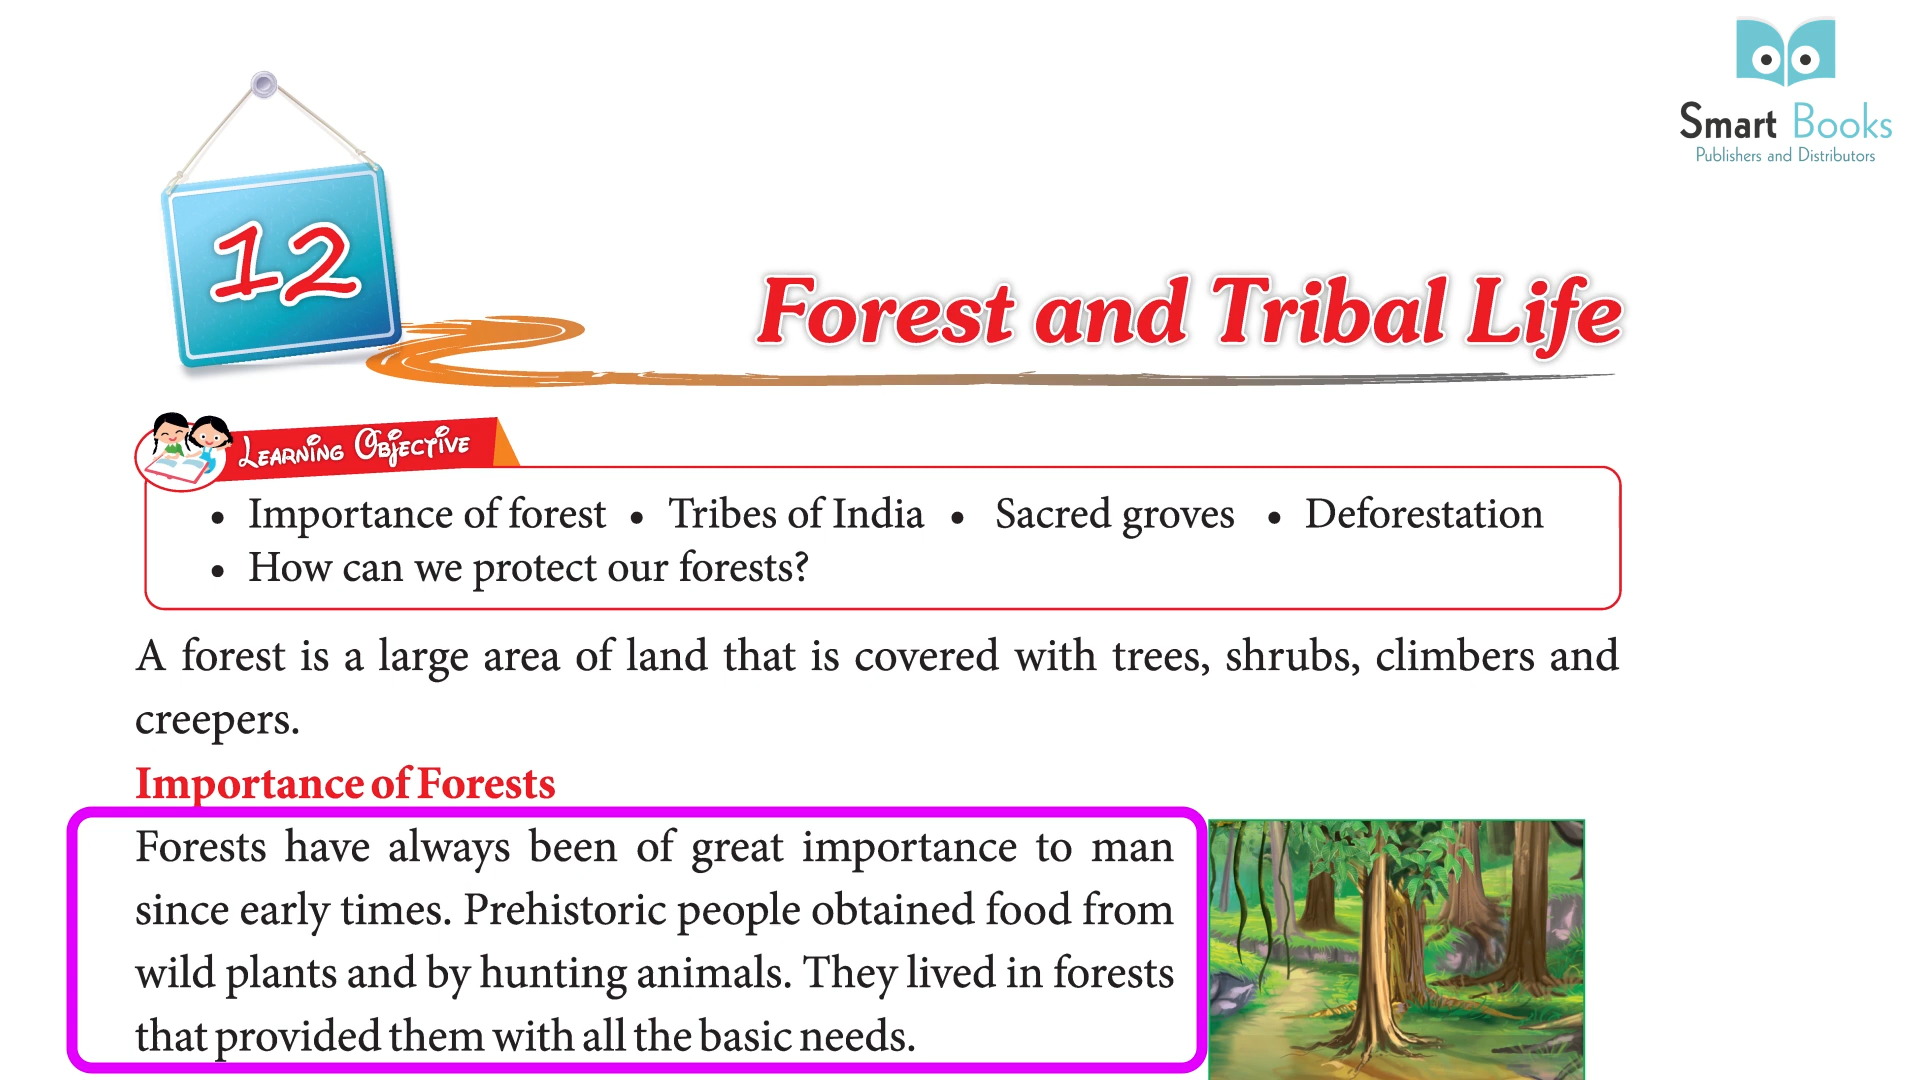 Smart Books
Publishers and Distributors
12
Forest and Tribal Life
Learning Objective
• Importance of forest • Tribes of India • Sacred groves • Deforestation
• How can we protect our forests?
A forest is a large area of land that is covered with trees, shrubs, climbers and
creepers.
Importance of Forests
Forests have always been of great importance to man
since early times. Prehistoric people obtained food from
wild plants and by hunting animals. They lived in forests
that provided them with all the basic needs.